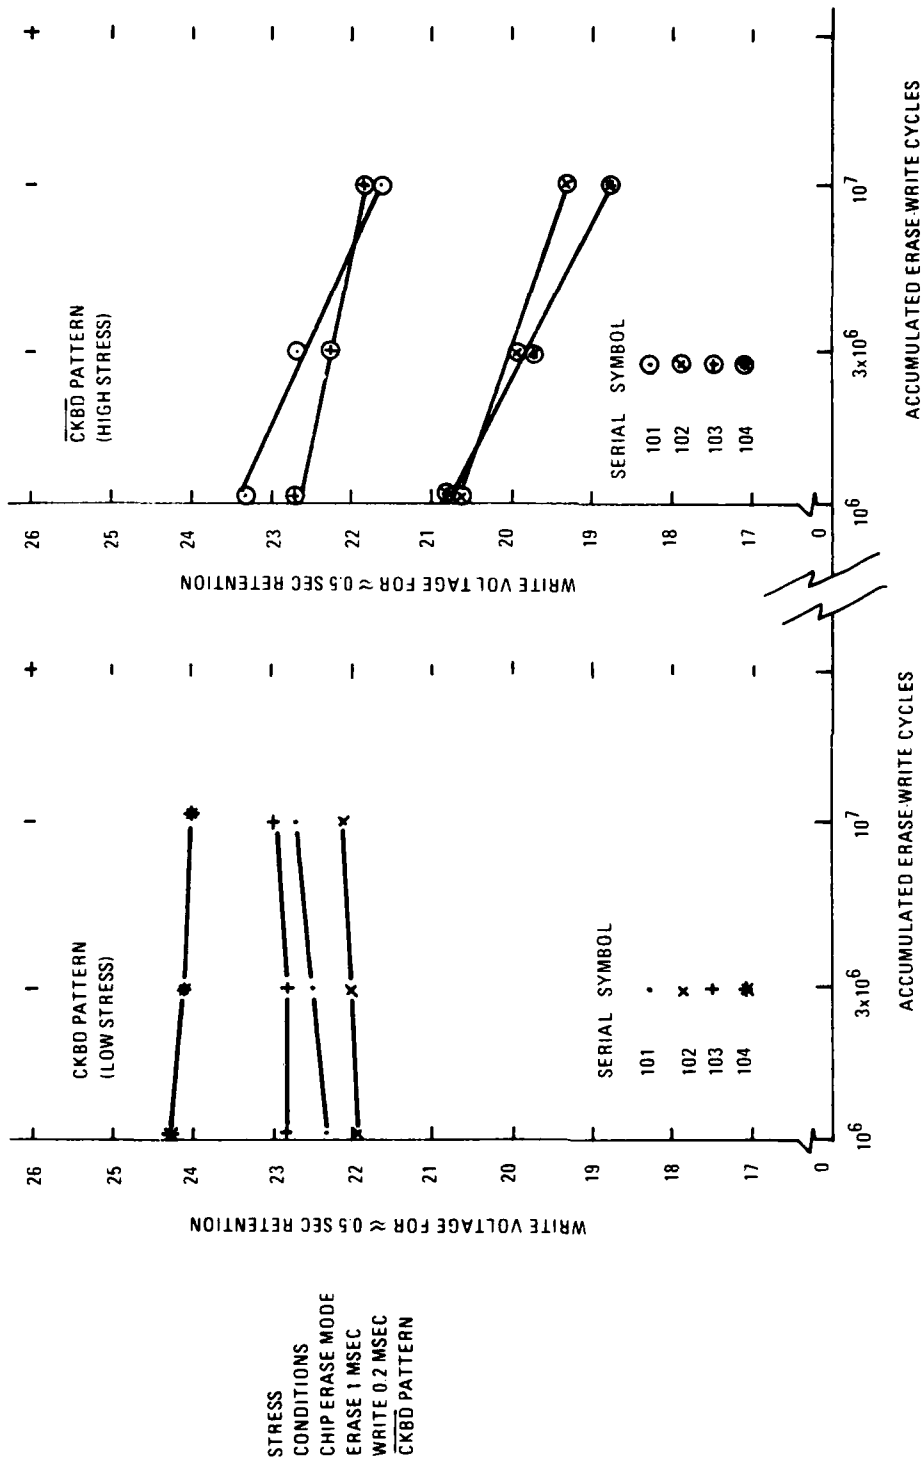 STRESS
CONDITIONS
CHIP ERASE MODE
ERASE 1 MSEC
WRITE 0.2 MSEC
C̅K̅B̅D̅ PATTERN
CKBD PATTERN
(LOW STRESS)
WRITE VOLTAGE FOR ≈ 0.5 SEC RETENTION
26
25
24
23
22
21
20
19
18
17
0
SERIAL SYMBOL
101 ·
102 ×
103 +
104
10⁶
3x10⁶
10⁷
ACCUMULATED ERASE-WRITE CYCLES
C̅K̅B̅D̅ PATTERN
(HIGH STRESS)
WRITE VOLTAGE FOR ≈ 0.5 SEC RETENTION
26
25
24
23
22
21
20
19
18
17
0
SERIAL SYMBOL
101
102
103
104
10⁶
3x10⁶
10⁷
ACCUMULATED ERASE-WRITE CYCLES